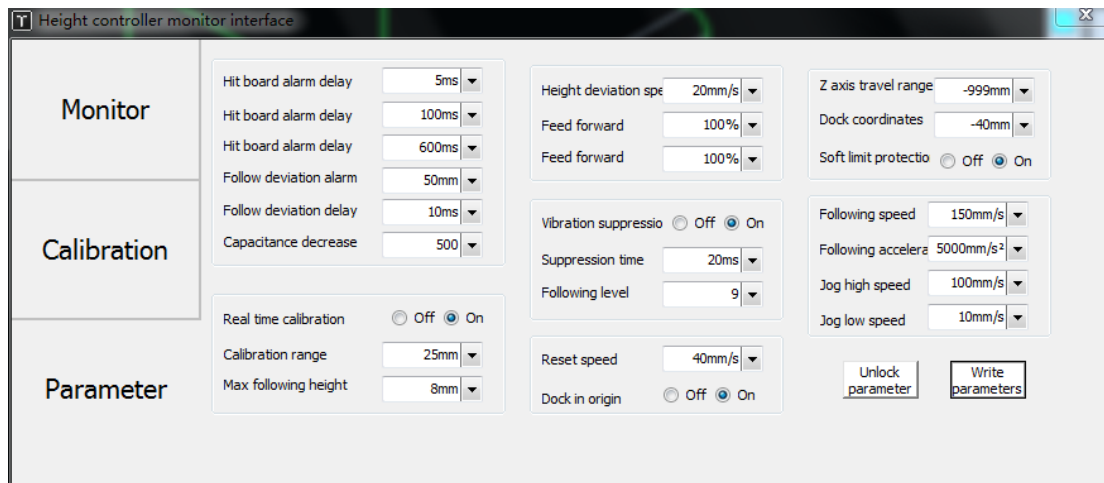 Height controller monitor interface
Monitor
Calibration
Parameter
Hit board alarm delay 5ms
Hit board alarm delay 100ms
Hit board alarm delay 600ms
Follow deviation alarm 50mm
Follow deviation delay 10ms
Capacitance decrease 500
Real time calibration Off On
Calibration range 25mm
Max following height 8mm
Height deviation spe 20mm/s
Feed forward 100%
Feed forward 100%
Vibration suppressio Off On
Suppression time 20ms
Following level 9
Reset speed 40mm/s
Dock in origin Off On
Z axis travel range -999mm
Dock coordinates -40mm
Soft limit protectio Off On
Following speed 150mm/s
Following accelera 5000mm/s²
Jog high speed 100mm/s
Jog low speed 10mm/s
Unlock
parameter
Write
parameters